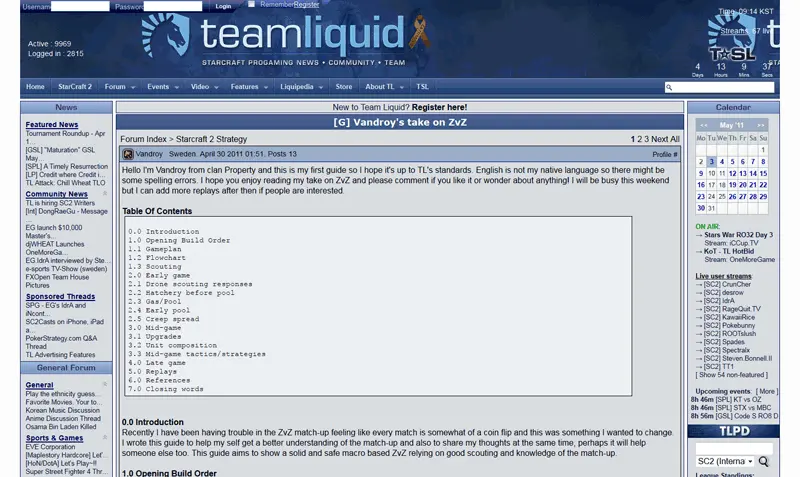 Username
Password
Login
Remember
Register
Time: 09:14 KST
Streams: 67 live
Active : 9969
Logged in : 2815
teamliquid
STARCRAFT PROGAMING NEWS • COMMUNITY • TEAM
TSL
4 13 9 37
Days Hours Mins Secs
Home StarCraft 2 Forum Events Video Features Liquipedia Store About TL TSL
News
Featured News
Tournament Roundup - Apr
1...
[GSL] "Maturation" GSL
May...
[SPL] A Timely Resurrection
[LP] Credit where Credit i...
TL Attack: Chill Wheat TLO
Community News
TL is hiring SC2 Writers
[Int] DongRaeGu - Message
...
EG launch $10,000
Master's...
djWHEAT Launches
OneMoreGa...
EG.IdrA interviewed by Ste...
e-sports TV-Show (sweden)
FXOpen Team House
Pictures
Sponsored Threads
SPG - EG's IdrA and
iNcont...
SC2Casts on iPhone, iPad
a...
PokerStrategy.com Q&A
Thread
TL Advertising Features
General Forum
General
Play the ethnicity guess...
Favorite Movies. Your to...
Korean Music Discussion
Anime Discussion Thread
Osama Bin Laden Killed
Sports & Games
EVE Corporation
[Maplestory Hardcore] Let'...
[HoN/DotA] Let's Play~!!
Super Street Fighter 4 Thr...
New to Team Liquid? Register here!
[G] Vandroy's take on ZvZ
Forum Index > Starcraft 2 Strategy
1 2 3 Next All
Vandroy Sweden. April 30 2011 01:51. Posts 13
Profile #
Hello I'm Vandroy from clan Property and this is my first guide so I hope it's up to TL's standards. English is not my native language so there might be
some spelling errors. I hope you enjoy reading my take on ZvZ and please comment if you like it or wonder about anything! I will be busy this weekend
but I can add more replays after then if people are interested.
Table Of Contents
0.0 Introduction
1.0 Opening Build Order
1.1 Gameplan
1.2 Flowchart
1.3 Scouting
2.0 Early game
2.1 Drone scouting responses
2.2 Hatchery before pool
2.3 Gas/Pool
2.4 Early pool
2.5 Creep spread
3.0 Mid-game
3.1 Upgrades
3.2 Unit composition
3.3 Mid-game tactics/strategies
4.0 Late game
5.0 Replays
6.0 References
7.0 Closing words
0.0 Introduction
Recently I have been having trouble in the ZvZ match-up feeling like every match is somewhat of a coin flip and this was something I wanted to change.
I wrote this guide to help my self get a better understanding of the match-up and also to share my thoughts at the same time, perhaps it will help
someone else too. This guide aims to show a solid and safe macro based ZvZ relying on good scouting and knowledge of the match-up.
1.0 Opening Build Order
Calendar
<< May '11 >>
Mo Tu We Th Fr Sa Su
1
2 3 4 5 6 7 8
9 10 11 12 13 14 15
16 17 18 19 20 21 22
23 24 25 26 27 28 29
30 31
ON AIR:
→ Stars War RO32 Day 3
Stream: iCCup.TV
→ KoT - TL HotBid
Stream: OneMoreGame
Live user streams:
→ [SC2] CrunCher
→ [SC2] desrow
→ [SC2] IdrA
→ [SC2] RageQuit.TV
→ [SC2] KawaiiRice
→ [SC2] Pokebunny
→ [SC2] ROOTslush
→ [SC2] Spades
→ [SC2] Spectralx
→ [SC2] Steven.Bonnell.II
→ [SC2] TT1
[ Show 54 non-featured ]
Upcoming events: [ More ]
8h 46m [SPL] KT vs OZ
8h 46m [SPL] STX vs MBC
8h 56m [GSL] Code S RO8 D
TLPD
SC2 (Interna
League Standings: